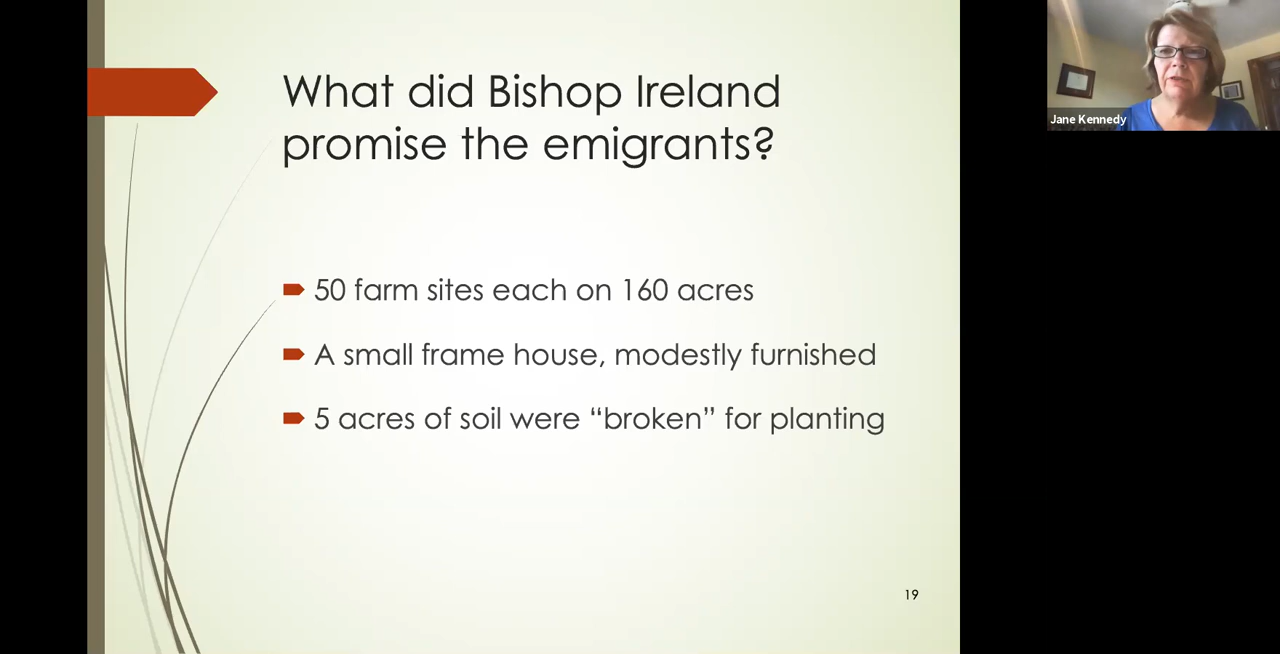 What did Bishop Ireland
promise the emigrants?
50 farm sites each on 160 acres
A small frame house, modestly furnished
5 acres of soil were “broken” for planting
19
Jane Kennedy